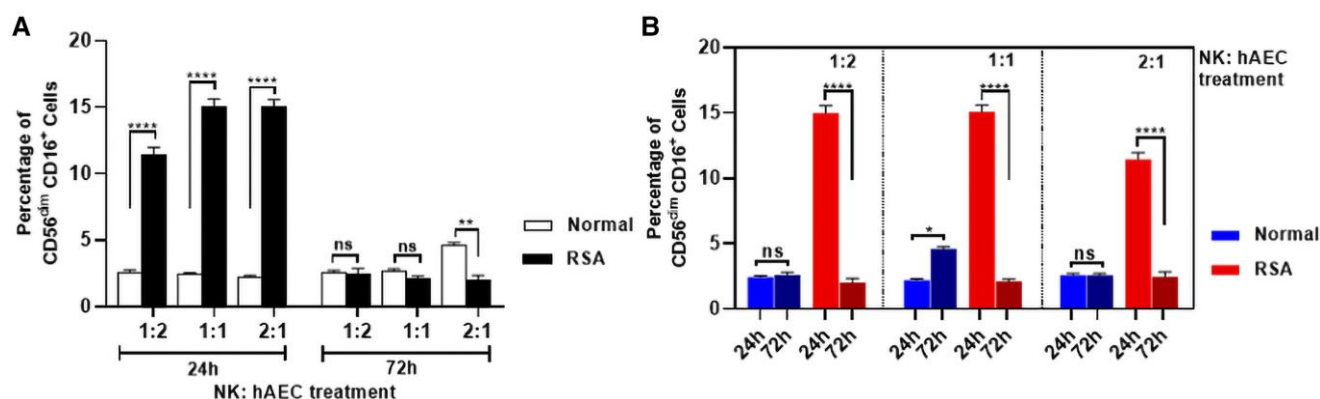 A
Percentage of
CD56dim CD16+ Cells
20
15
10
5
0
****
****
****
ns
ns
**
1:2
1:1
2:1
1:2
1:1
2:1
24h
72h
NK: hAEC treatment
Normal
RSA
B
Percentage of
CD56dim CD16+ Cells
20
15
10
5
0
1:2
1:1
2:1
NK: hAEC
treatment
ns
****
*
****
ns
****
24h
72h
24h
72h
24h
72h
24h
72h
24h
72h
24h
72h
Normal
RSA